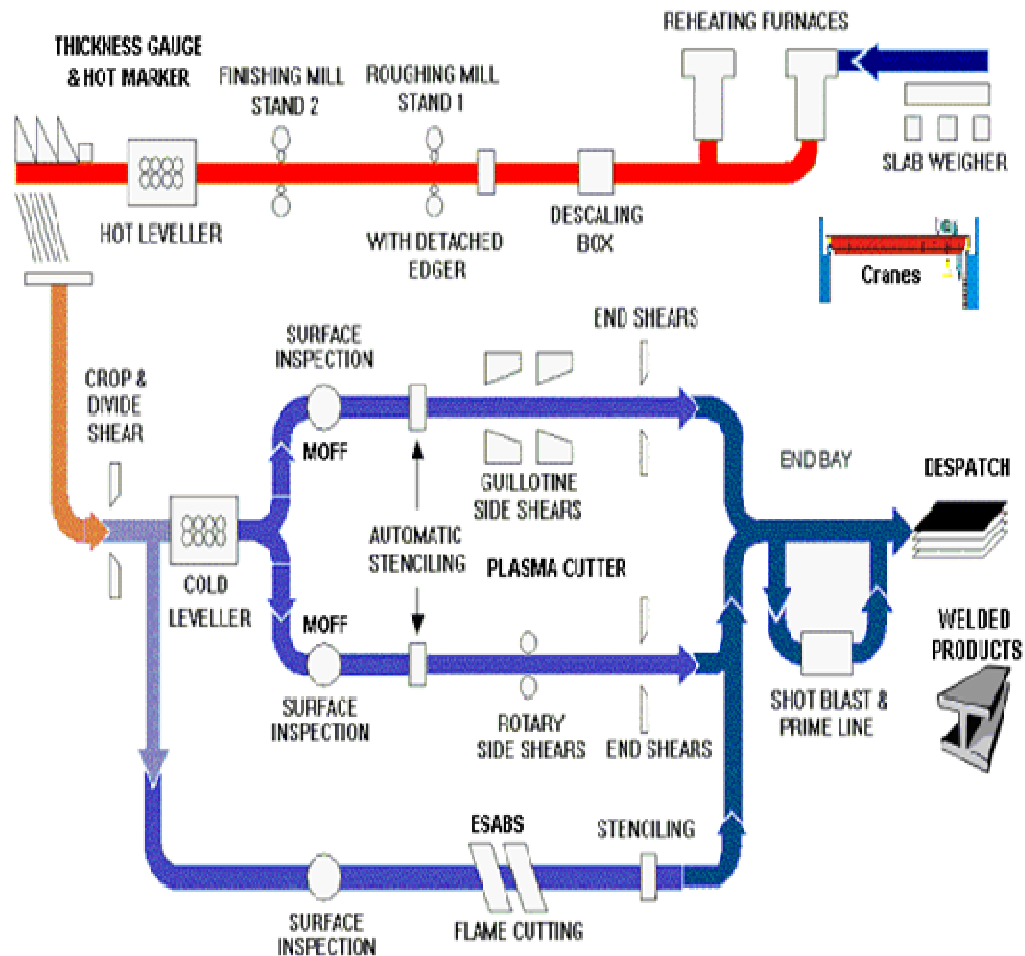 REHEATING FURNACES
THICKNESS GAUGE
& HOT MARKER
FINISHING MILL
STAND 2
ROUGHING MILL
STAND 1
SLAB WEIGHER
HOT LEVELLER
WITH DETACHED
EDGER
DESCALING
BOX
Cranes
SURFACE
INSPECTION
END SHEARS
CROP &
DIVIDE
SHEAR
MOFF
GUILLOTINE
SIDE SHEARS
END BAY
DESPATCH
AUTOMATIC
STENCILING
PLASMA CUTTER
COLD
LEVELLER
MOFF
WELDED
PRODUCTS
SURFACE
INSPECTION
ROTARY
SIDE SHEARS
END SHEARS
SHOT BLAST &
PRIME LINE
ESABS
STENCILING
SURFACE
INSPECTION
FLAME CUTTING